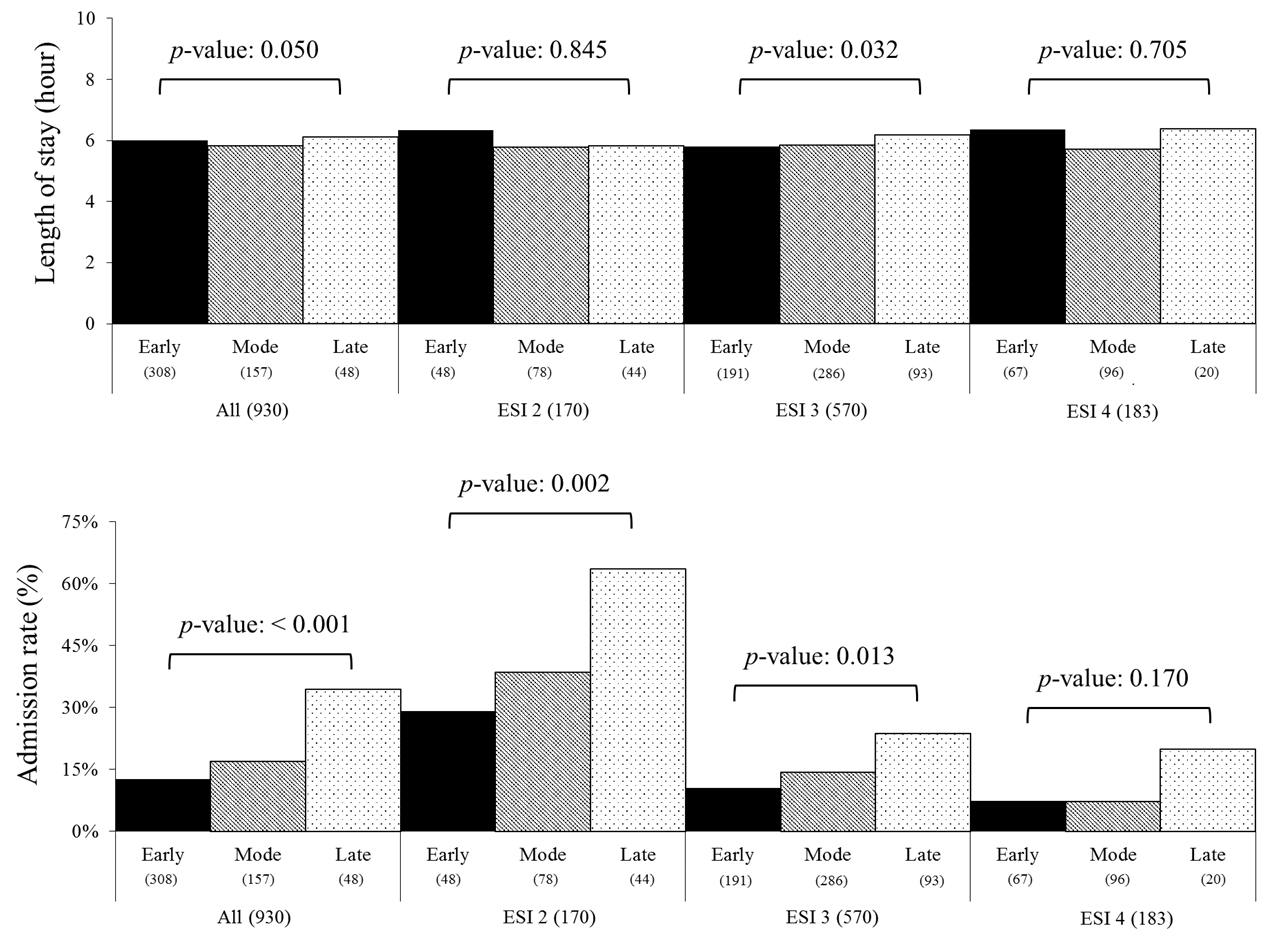 10
8
6
4
2
0
Length of stay (hour)
p-value: 0.050
p-value: 0.845
p-value: 0.032
p-value: 0.705
Early Mode Late Early Mode Late Early Mode Late Early Mode Late
(308) (157) (48) (48) (78) (44) (191) (286) (93) (67) (96) (20)
All (930) ESI 2 (170) ESI 3 (570) ESI 4 (183)
75%
60%
45%
30%
15%
0%
Admission rate (%)
p-value: < 0.001
p-value: 0.002
p-value: 0.013
p-value: 0.170
Early Mode Late Early Mode Late Early Mode Late Early Mode Late
(308) (157) (48) (48) (78) (44) (191) (286) (93) (67) (96) (20)
All (930) ESI 2 (170) ESI 3 (570) ESI 4 (183)